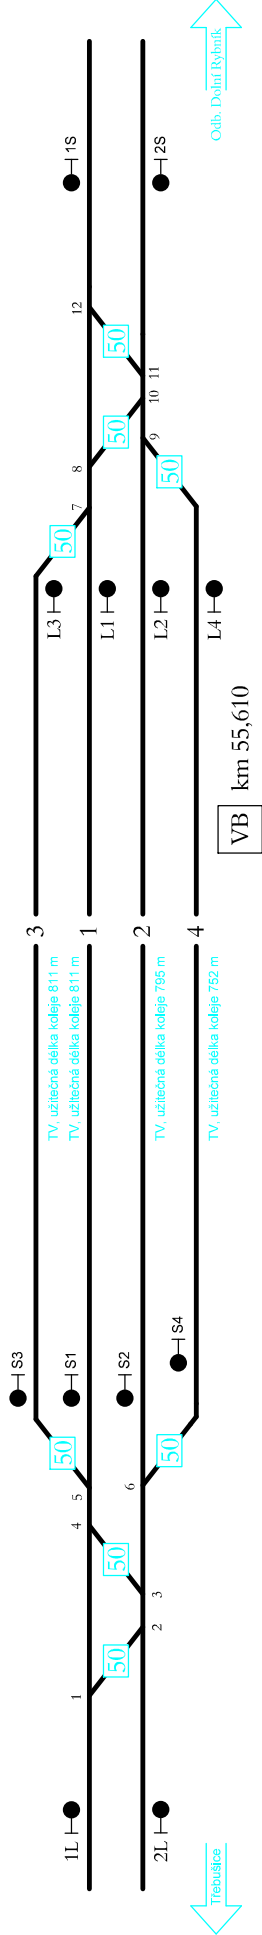 Odb. Dolní Rybník
1S
2S
12
11
50
10
50
8
9
7
50
50
L3
L1
L2
L4
VB km 55,610
3
1
2
4
TV, užitečná délka koleje 811 m
TV, užitečná délka koleje 811 m
TV, užitečná délka koleje 795 m
TV, užitečná délka koleje 752 m
S3
S1
S2
S4
50
50
5
6
4
50
3
2
50
1
1L
2L
Třebušice